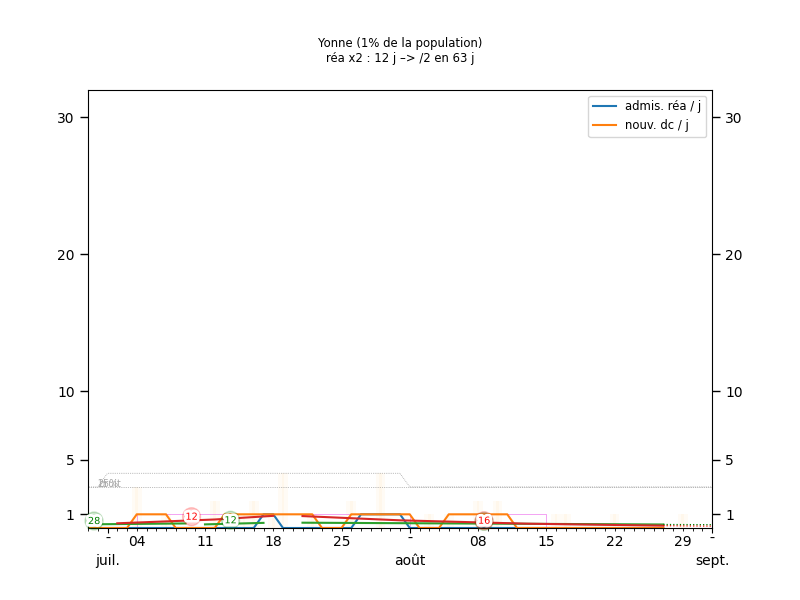 Yonne (1% de la population)
réa x2 : 12 j –> /2 en 63 j
admis. réa / j
nouv. dc / j
30 30
20 20
10 10
5 5
1 1
28 12 12 16
- 04 11 18 25 - 08 15 22 29 -
juil. août sept.